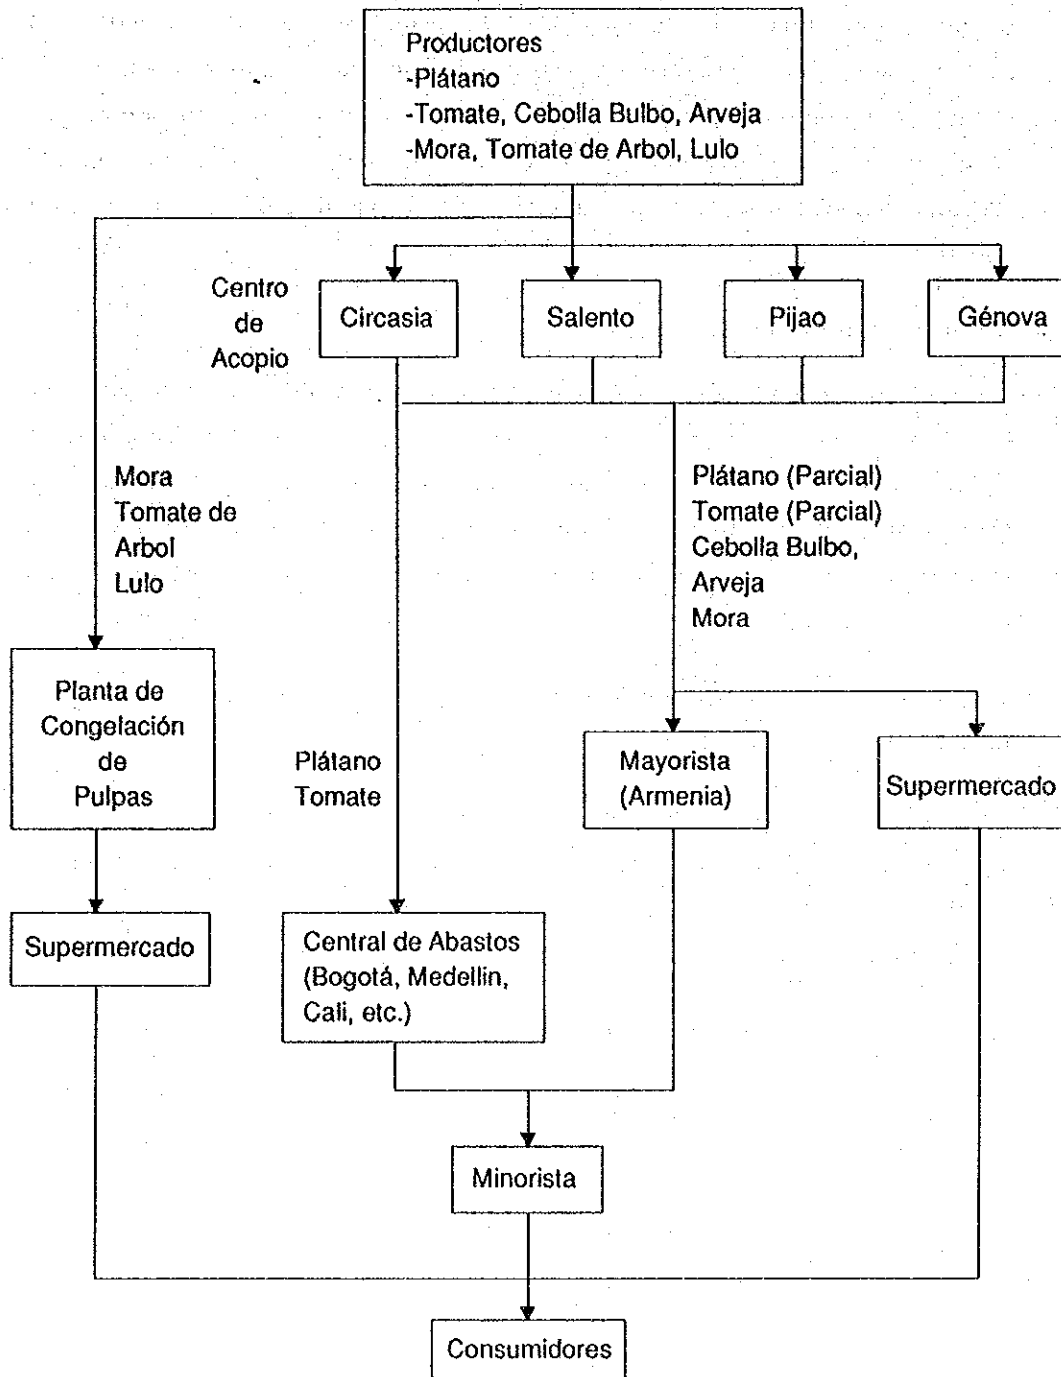 Productores
-Plátano
-Tomate, Cebolla Bulbo, Arveja
-Mora, Tomate de Arbol, Lulo
Centro
de
Acopio
Circasia
Salento
Pijao
Génova
Mora
Tomate de
Arbol
Lulo
Plátano (Parcial)
Tomate (Parcial)
Cebolla Bulbo,
Arveja
Mora
Planta de
Congelación
de
Pulpas
Plátano
Tomate
Mayorista
(Armenia)
Supermercado
Supermercado
Central de Abastos
(Bogotá, Medellin,
Cali, etc.)
Minorista
Consumidores